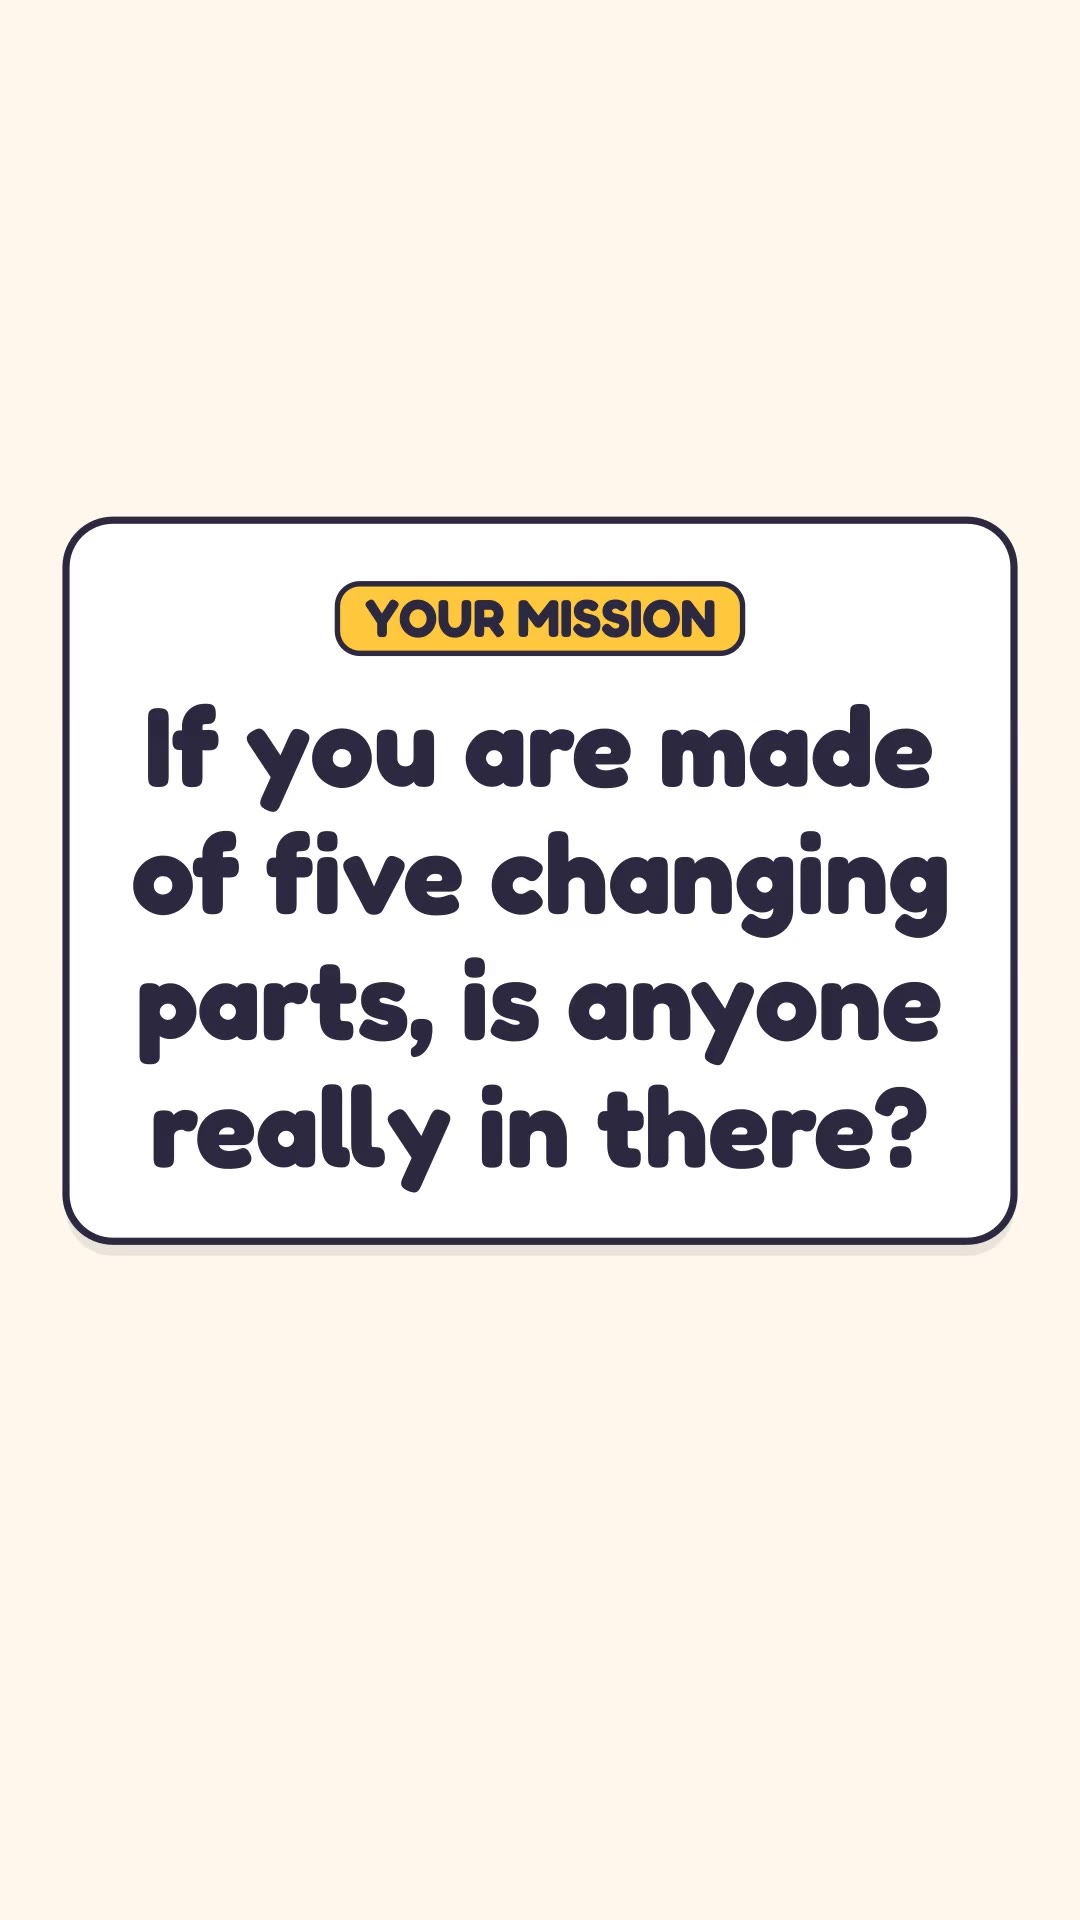 YOUR MISSION
If you are made
of five changing
parts, is anyone
really in there?